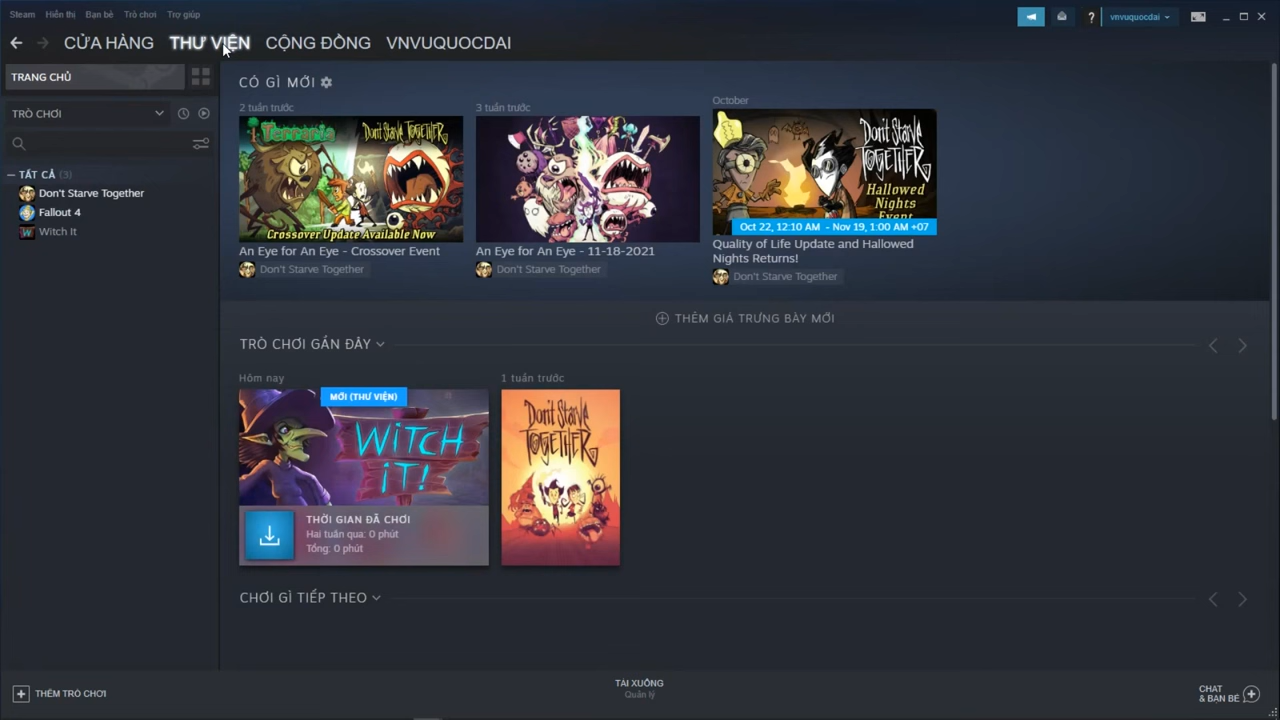 Steam Hiển thị Bạn bè Trò chơi Trợ giúp
vnvuquocdai
CỬA HÀNG THƯ VIỆN CỘNG ĐỒNG VNVUQUOCDAI
TRANG CHỦ
TRÒ CHƠI
TẤT CẢ (3)
Don't Starve Together
Fallout 4
Witch It
CÓ GÌ MỚI
2 tuần trước
Terraria
Don't Starve TOGETHER
Crossover Update Available Now
An Eye for An Eye - Crossover Event
Don't Starve Together
3 tuần trước
An Eye for An Eye - 11-18-2021
Don't Starve Together
October
Don't Starve
TOGETHER
Hallowed
Nights
Event
Oct 22, 12:10 AM - Nov 19, 1:00 AM +07
Quality of Life Update and Hallowed
Nights Returns!
Don't Starve Together
THÊM GIÁ TRƯNG BÀY MỚI
TRÒ CHƠI GẦN ĐÂY
Hôm nay
MỚI (THƯ VIỆN)
WITCH
IT!
THỜI GIAN ĐÃ CHƠI
Hai tuần qua: 0 phút
Tổng: 0 phút
1 tuần trước
Don't Starve
TOGETHER
CHƠI GÌ TIẾP THEO
THÊM TRÒ CHƠI
TẢI XUỐNG
Quản lý
CHAT
& BẠN BÈ